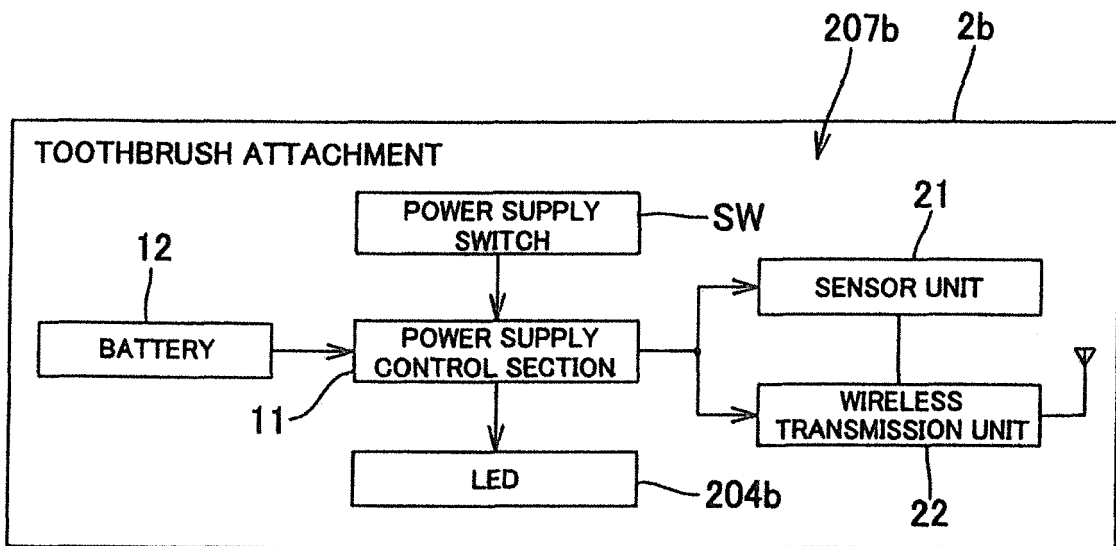 207b
2b
TOOTHBRUSH ATTACHMENT
POWER SUPPLY
SWITCH
SW
21
12
SENSOR UNIT
BATTERY
POWER SUPPLY
CONTROL SECTION
11
WIRELESS
TRANSMISSION UNIT
LED
204b
22